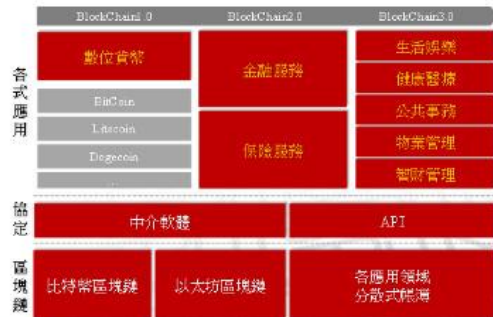 BlockChain1.0 BlockChain2.0 BlockChain3.0
各式應用
數位貨幣
BitCoin
Litecoin
Dogecoin
...
金融服務
保險服務
生活娛樂
健康醫療
公共事務
物業管理
智財管理
協定
中介軟體
API
區塊鏈
比特幣區塊鏈
以太坊區塊鏈
各應用領域
分散式帳簿